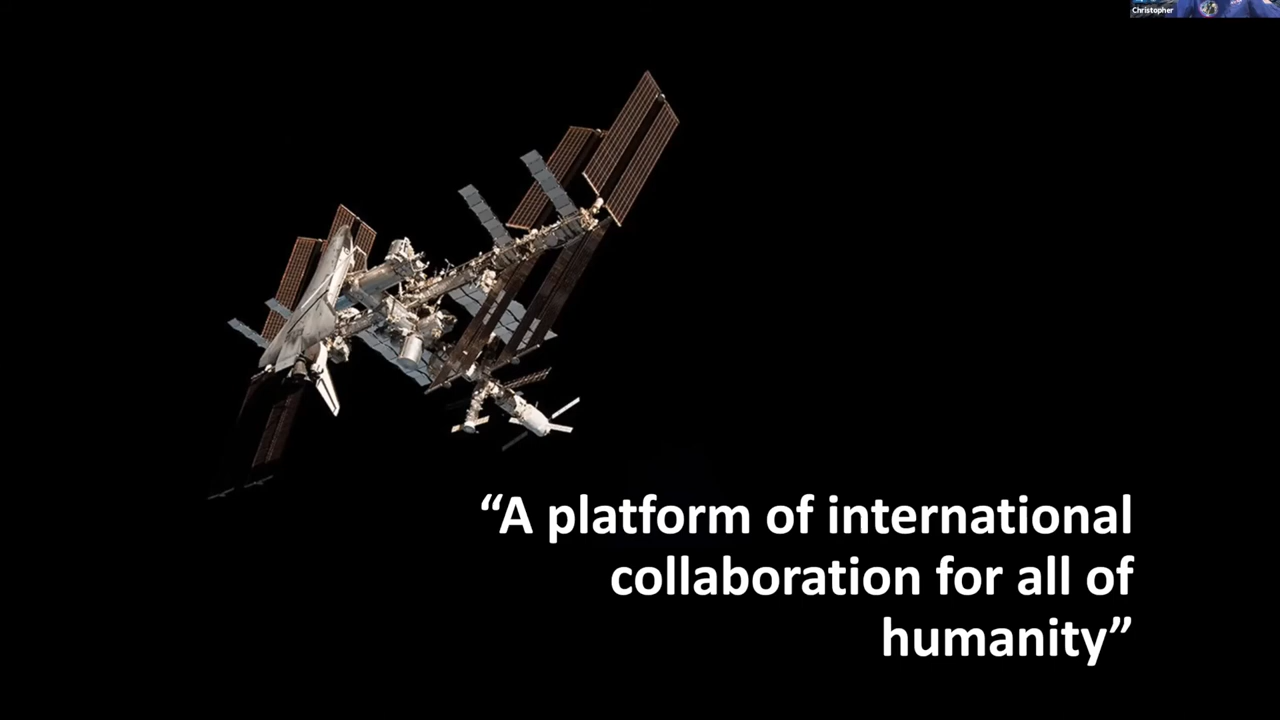 Christopher
“A platform of international
collaboration for all of
humanity”